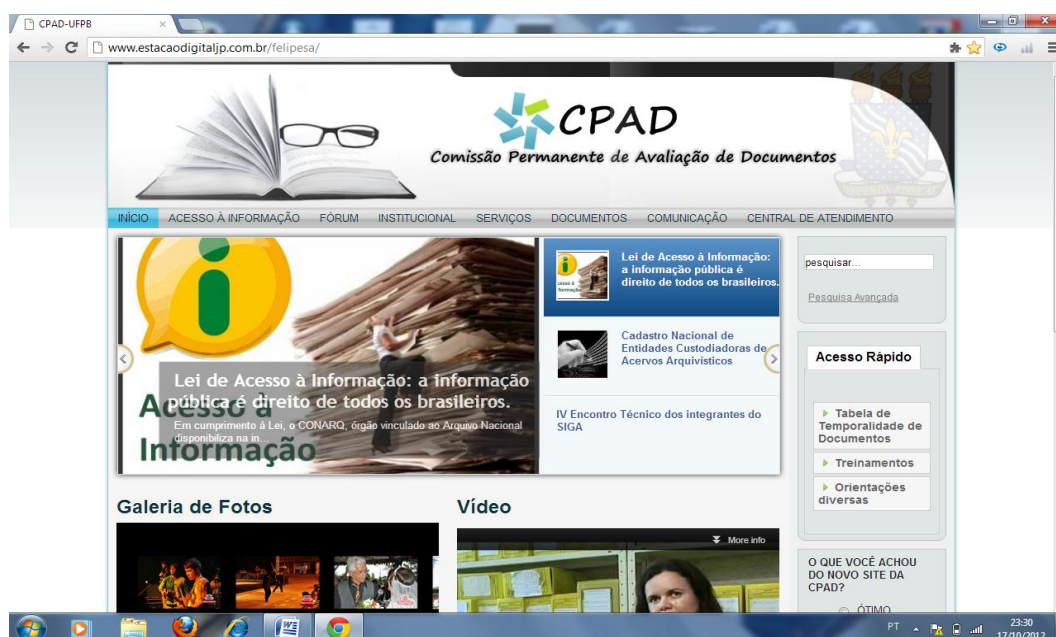 CPAD-UFPB
www.estacaodigitaljp.com.br/felipesa/
CPAD
Comissão Permanente de Avaliação de Documentos
INÍCIO ACESSO À INFORMAÇÃO FÓRUM INSTITUCIONAL SERVIÇOS DOCUMENTOS COMUNICAÇÃO CENTRAL DE ATENDIMENTO
Acesso à
Informação
Lei de Acesso à Informação: a informação
pública é direito de todos os brasileiros.
Em cumprimento à Lei, o CONARQ, órgão vinculado ao Arquivo Nacional
disponibiliza na in...
Lei de Acesso à Informação:
a informação pública é
direito de todos os brasileiros.
Cadastro Nacional de
Entidades Custodiadoras de
Acervos Arquivísticos
IV Encontro Técnico dos integrantes do
SIGA
pesquisar...
Pesquisa Avançada
Acesso Rápido
Tabela de
Temporalidade de
Documentos
Treinamentos
Orientações
diversas
Galeria de Fotos
Vídeo
More info
O QUE VOCÊ ACHOU
DO NOVO SITE DA
CPAD?
ÓTIMO
PT
23:30